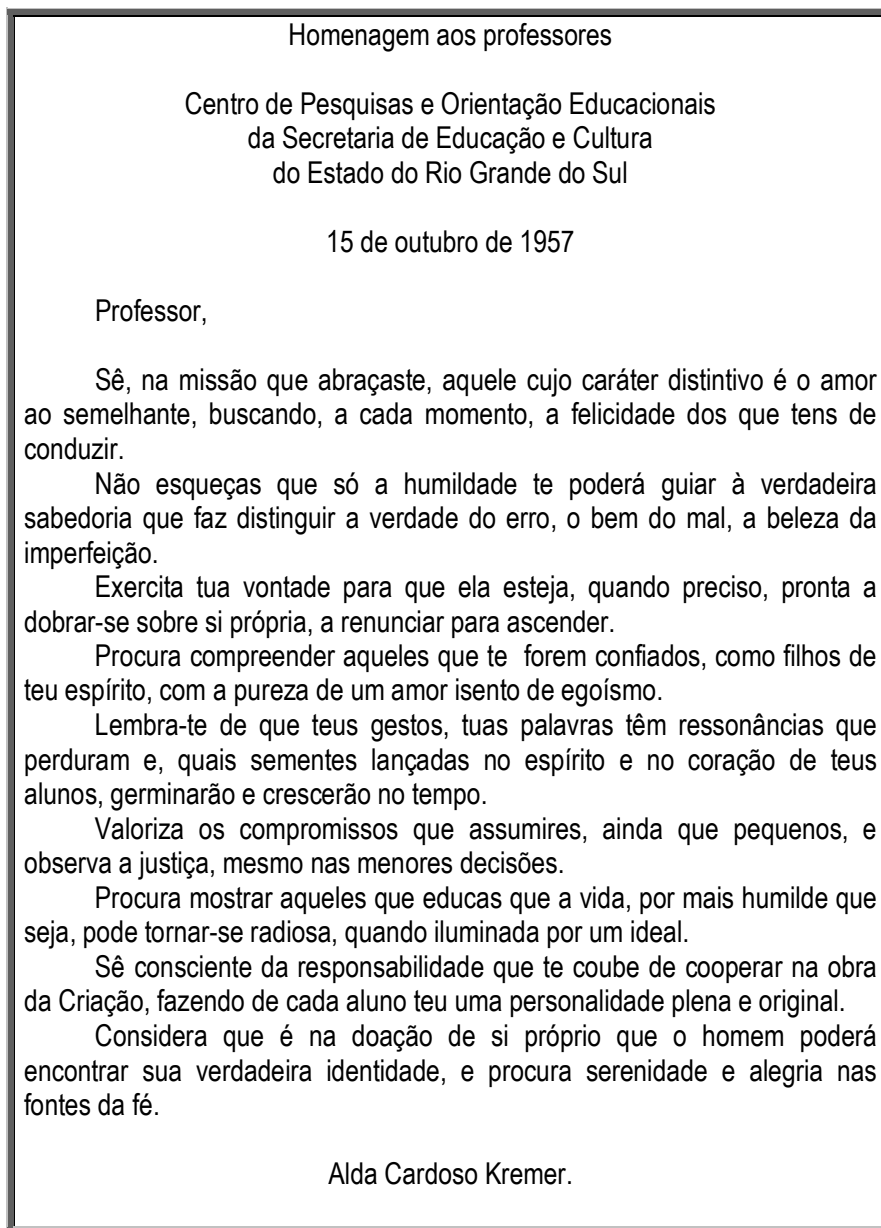 Homenagem aos professores
Centro de Pesquisas e Orientação Educacionais
da Secretaria de Educação e Cultura
do Estado do Rio Grande do Sul
15 de outubro de 1957
Professor,
Sê, na missão que abraçaste, aquele cujo caráter distintivo é o amor
ao semelhante, buscando, a cada momento, a felicidade dos que tens de
conduzir.
Não esqueças que só a humildade te poderá guiar à verdadeira
sabedoria que faz distinguir a verdade do erro, o bem do mal, a beleza da
imperfeição.
Exercita tua vontade para que ela esteja, quando preciso, pronta a
dobrar-se sobre si própria, a renunciar para ascender.
Procura compreender aqueles que te forem confiados, como filhos de
teu espírito, com a pureza de um amor isento de egoísmo.
Lembra-te de que teus gestos, tuas palavras têm ressonâncias que
perduram e, quais sementes lançadas no espírito e no coração de teus
alunos, germinarão e crescerão no tempo.
Valoriza os compromissos que assumires, ainda que pequenos, e
observa a justiça, mesmo nas menores decisões.
Procura mostrar aqueles que educas que a vida, por mais humilde que
seja, pode tornar-se radiosa, quando iluminada por um ideal.
Sê consciente da responsabilidade que te coube de cooperar na obra
da Criação, fazendo de cada aluno teu uma personalidade plena e original.
Considera que é na doação de si próprio que o homem poderá
encontrar sua verdadeira identidade, e procura serenidade e alegria nas
fontes da fé.
Alda Cardoso Kremer.